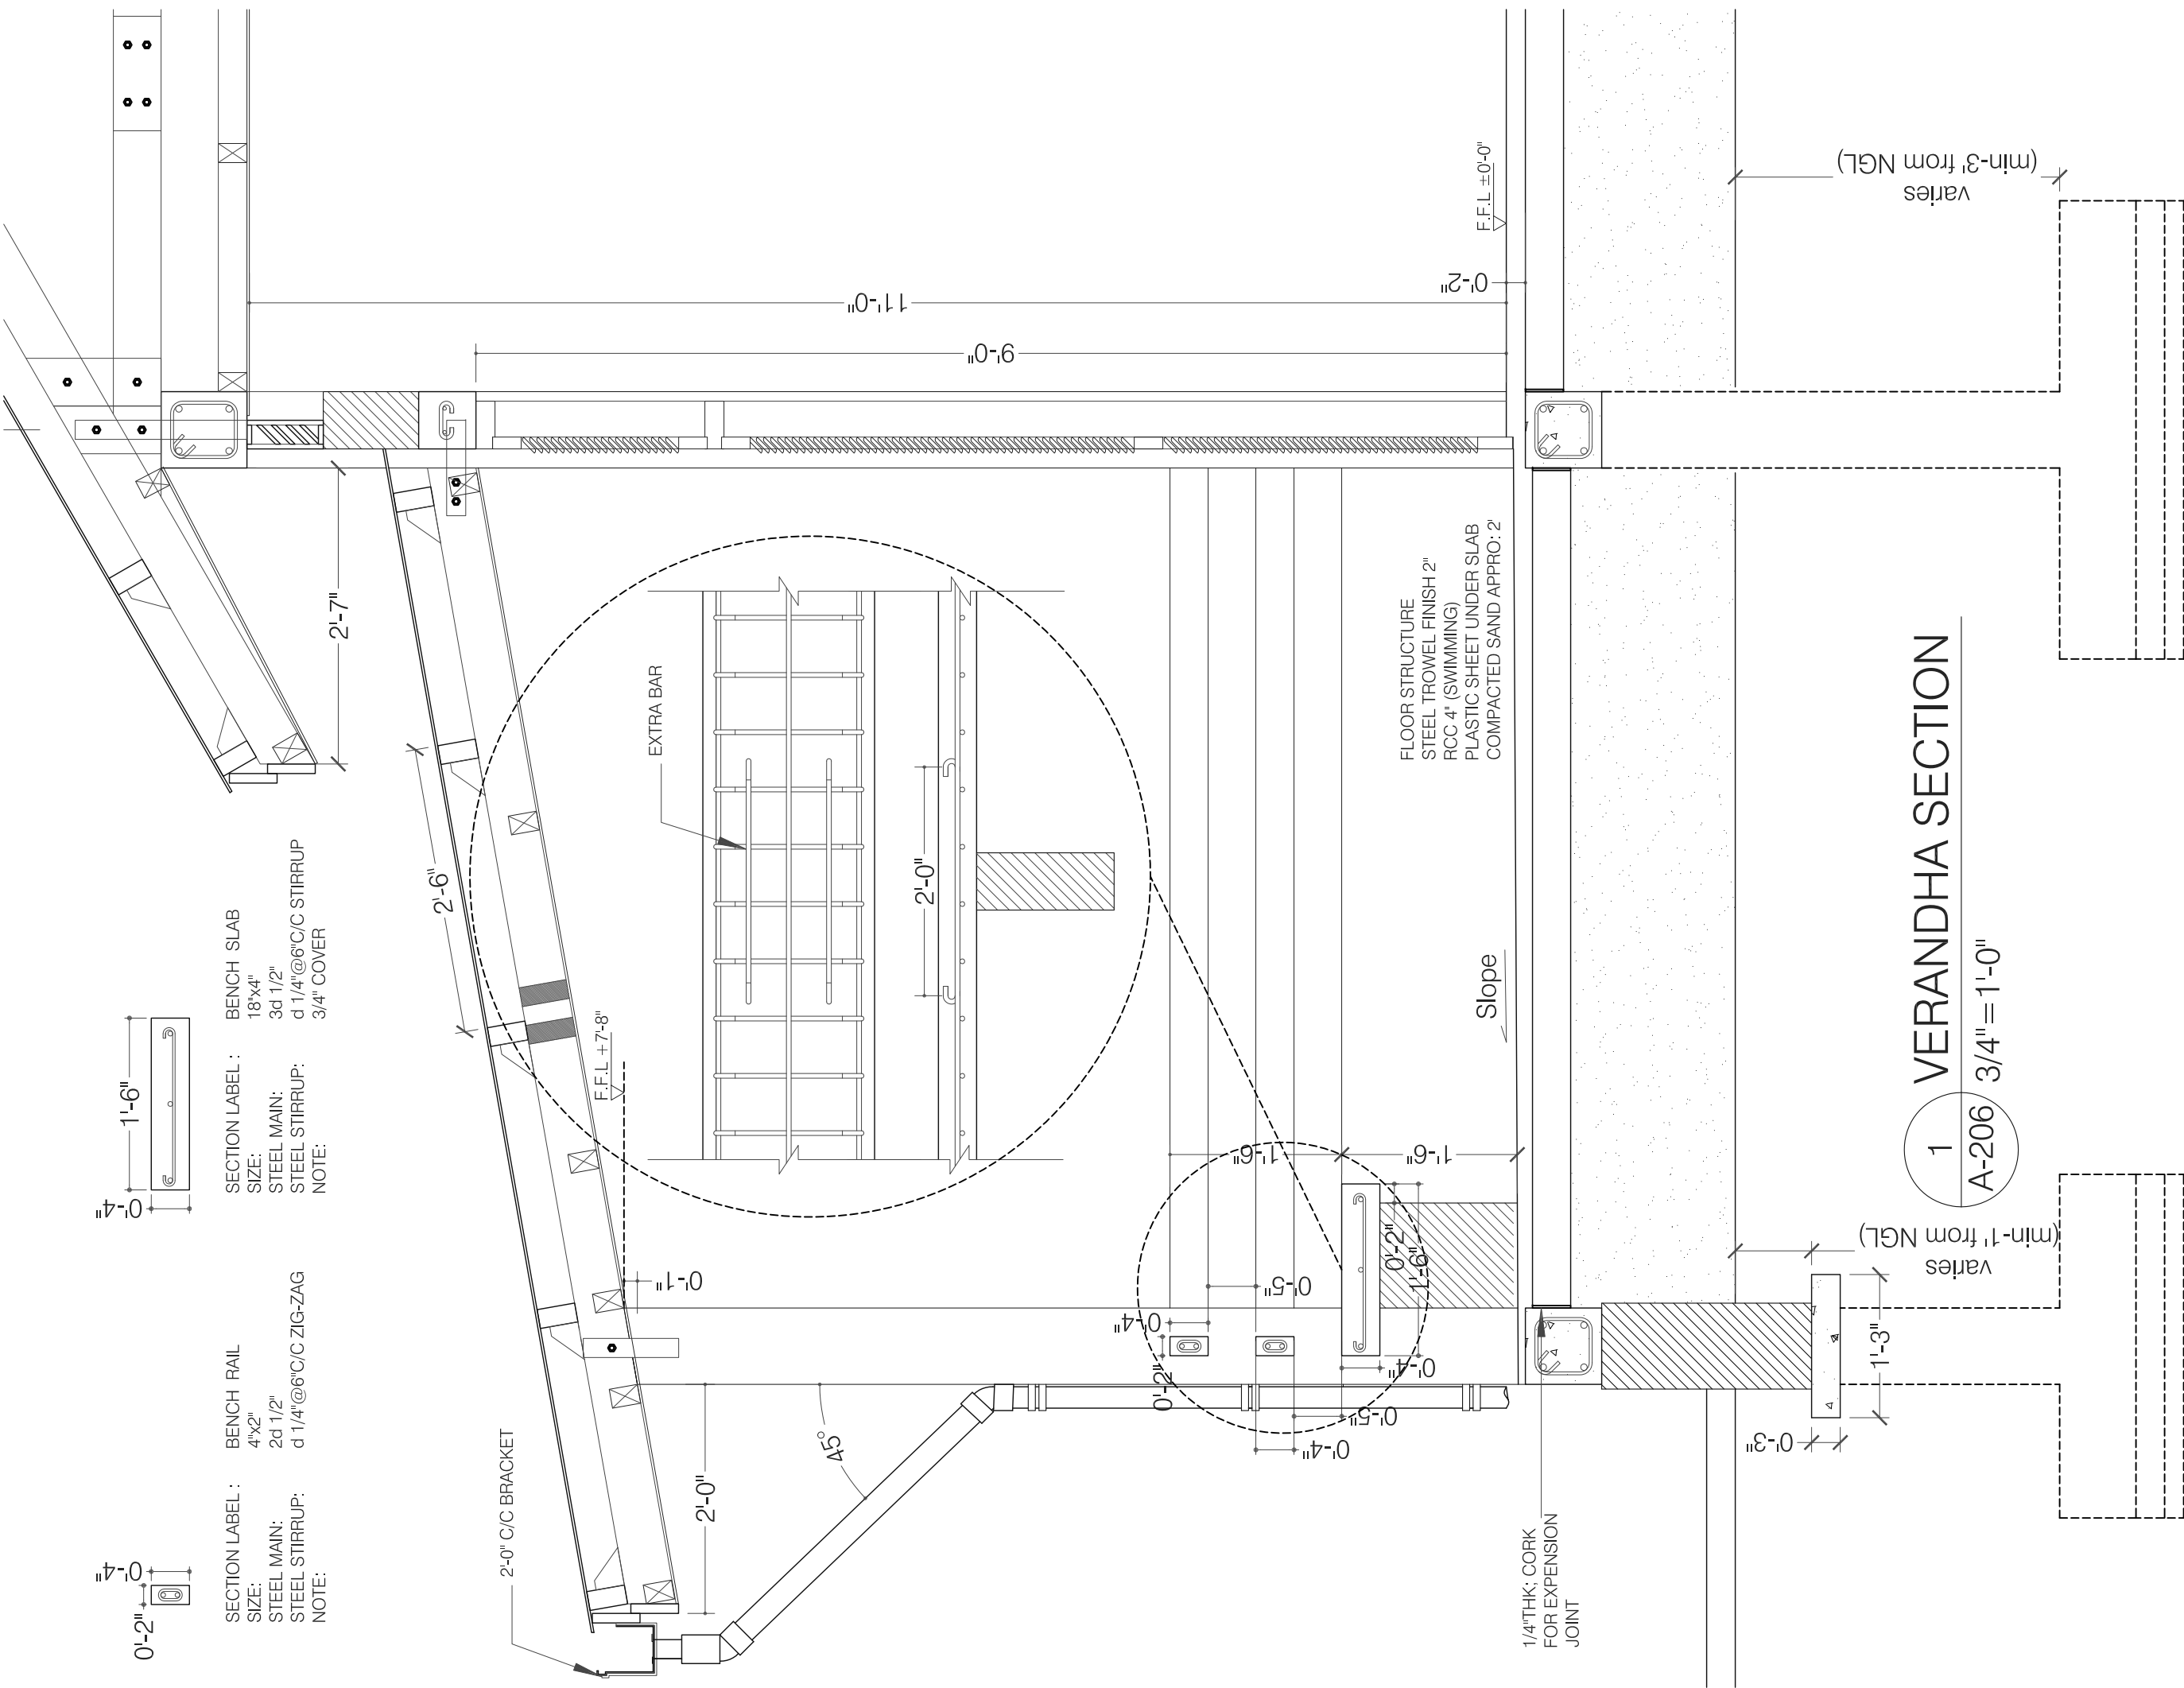 0'-2"
0'-4"
SECTION LABEL : BENCH RAIL
SIZE: 4"x2"
STEEL MAIN: 2d 1/2"
STEEL STIRRUP: d 1/4"@6"C/C ZIG-ZAG
NOTE:
0'-4"
1'-6"
SECTION LABEL : BENCH SLAB
SIZE: 18"x4"
STEEL MAIN: 3d 1/2"
STEEL STIRRUP: d 1/4"@6"C/C STIRRUP
NOTE: 3/4" COVER
2'-7"
2'-6"
2'-0" C/C BRACKET
F.F.L +7'-8"
0'-1"
2'-0"
45°
EXTRA BAR
2'-0"
11'-0"
9'-0"
0'-2"
F.F.L ±0'-0"
0'-4"
0'-2"
0'-5"
0'-4"
0'-5"
0'-4"
0'-2"
1'-6"
1'-6"
1'-6"
FLOOR STRUCTURE
STEEL TROWEL FINISH 2"
RCC 4" (SWIMMING)
PLASTIC SHEET UNDER SLAB
COMPACTED SAND APPRO: 2'
Slope
1/4"THK; CORK
FOR EXPENSION
JOINT
0'-3"
1'-3"
varies
(min-1' from NGL)
varies
(min-3' from NGL)
1
A-206
VERANDHA SECTION
3/4"=1'-0"